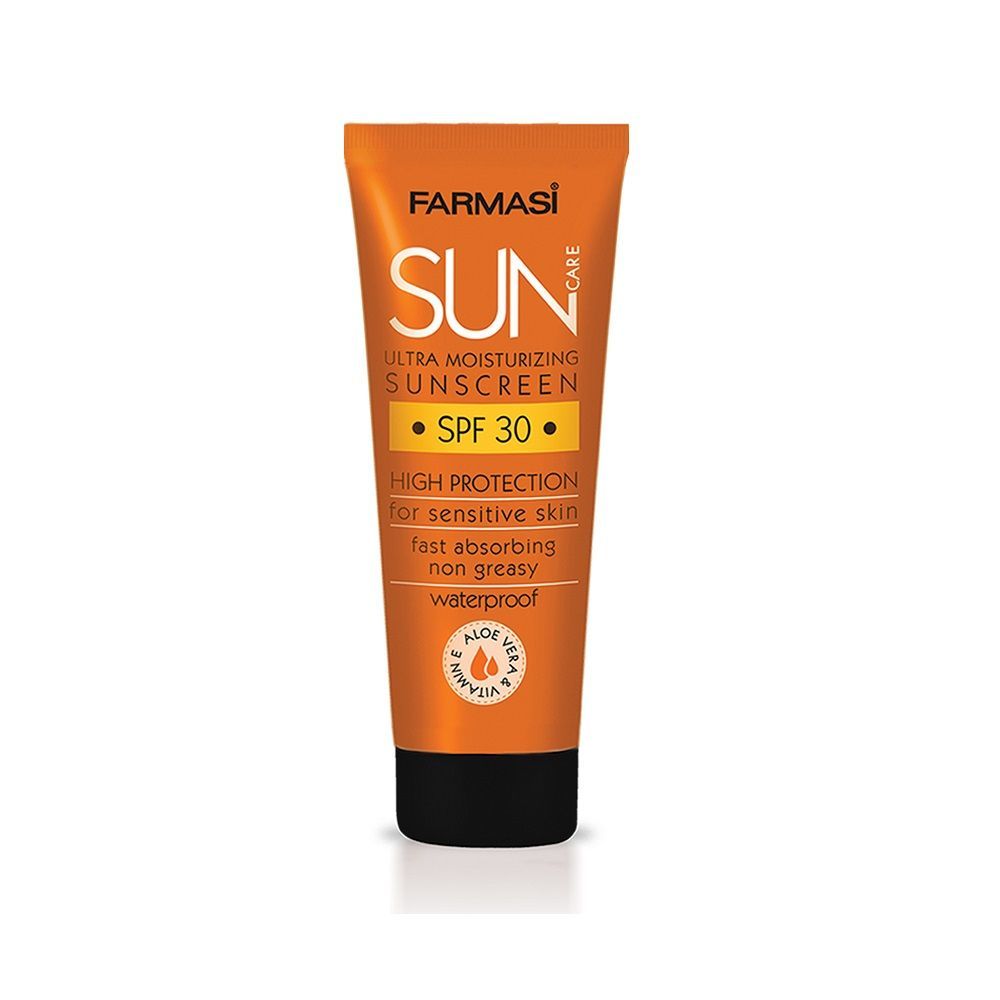 FARMASİ®
SUN CARE
ULTRA MOISTURIZING
SUNSCREEN
• SPF 30 •
HIGH PROTECTION
for sensitive skin
fast absorbing
non greasy
waterproof
ALOE VERA & VITAMIN E